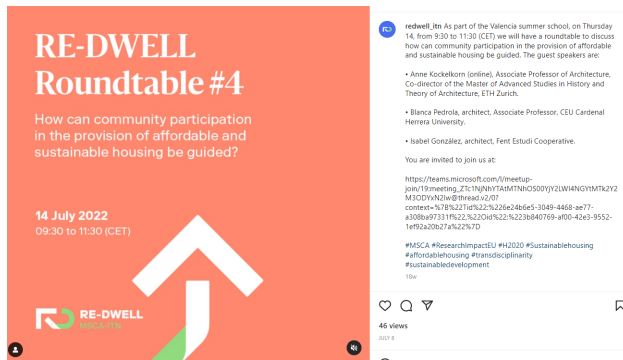 RE-DWELL
Roundtable #4
How can community participation
in the provision of affordable and
sustainable housing be guided?
14 July 2022
09:30 to 11:30 (CET)
RE-DWELL
MSCA-ITN
redwell_itn As part of the Valencia summer school, on Thursday
14, from 9:30 to 11:30 (CET) we will have a roundtable to discuss
how can community participation in the provision of affordable
and sustainable housing be guided. The guest speakers are:
• Anne Kockelkorn (online), Associate Professor of Architecture,
Co-director of the Master of Advanced Studies in History and
Theory of Architecture, ETH Zurich.
• Blanca Pedrola, architect, Associate Professor, CEU Cardenal
Herrera University.
• Isabel González, architect, Fent Estudi Cooperative.
You are invited to join us at:
https://teams.microsoft.com/l/meetup-
join/19:meeting_ZTc1NjNhYTAtMTNhOS00YjY2LWI4NGYtMTk2Y2
M3ODYxN2Iw@thread.v2/0?
context=%7B%22Tid%22:%226e24b6e5-3049-4468-ae77-
a308ba97331f%22,%22Oid%22:%223b840769-af00-42e3-9552-
1ef92a20b27a%22%7D
#MSCA #ResearchImpactEU #H2020 #Sustainablehousing
#affordablehousing #transdisciplinarity
#sustainabledevelopment
18w
46 views
JULY 8